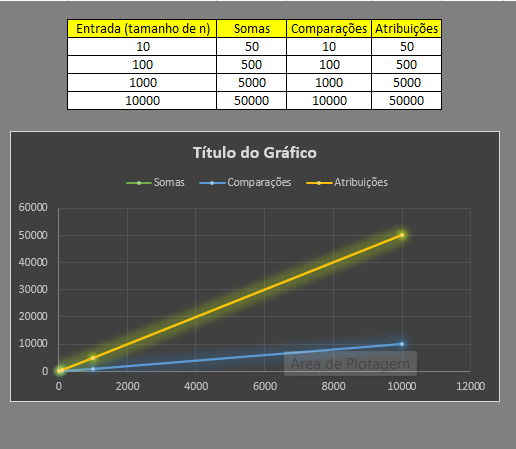 Entrada (tamanho de n) Somas Comparações Atribuições
10 50 10 50
100 500 100 500
1000 5000 1000 5000
10000 50000 10000 50000
Título do Gráfico
Somas Comparações Atribuições
60000
50000
40000
30000
20000
10000
0
Área de Plotagem
0 2000 4000 6000 8000 10000 12000